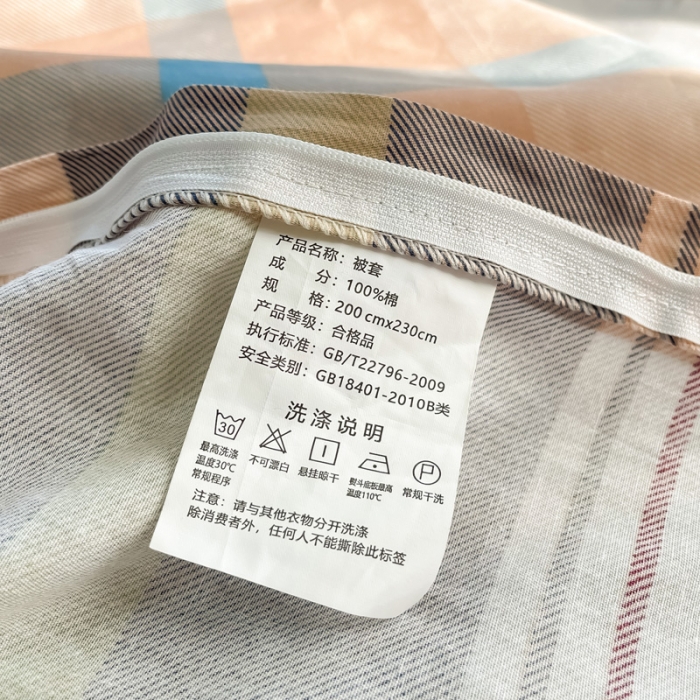 产品名称：被套
成 分：100%棉
规 格：200cmx230cm
产品等级：合格品
执行标准：GB/T22796-2009
安全类别：GB18401-2010B类
洗涤说明
30 P
最高洗涤 不可漂白 悬挂晾干 熨斗底板最高 常规干洗
温度30℃ 温度110℃
常规程序
注意：请与其他衣物分开洗涤
除消费者外，任何人不能撕除此标签